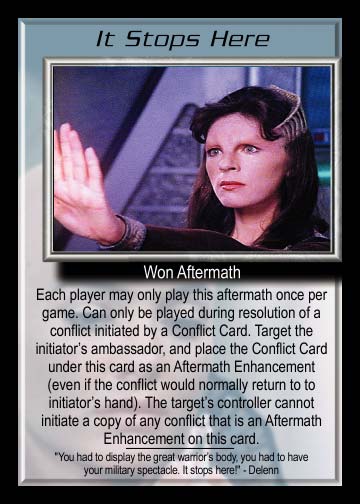 It Stops Here
Won Aftermath
Each player may only play this aftermath once per
game. Can only be played during resolution of a
conflict initiated by a Conflict Card. Target the
initiator's ambassador, and place the Conflict Card
under this card as an Aftermath Enhancement
(even if the conflict would normally return to to
initiator's hand). The target's controller cannot
initiate a copy of any conflict that is an Aftermath
Enhancement on this card.
"You had to display the great warrior's body, you had to have
your military spectacle. It stops here!" - Delenn